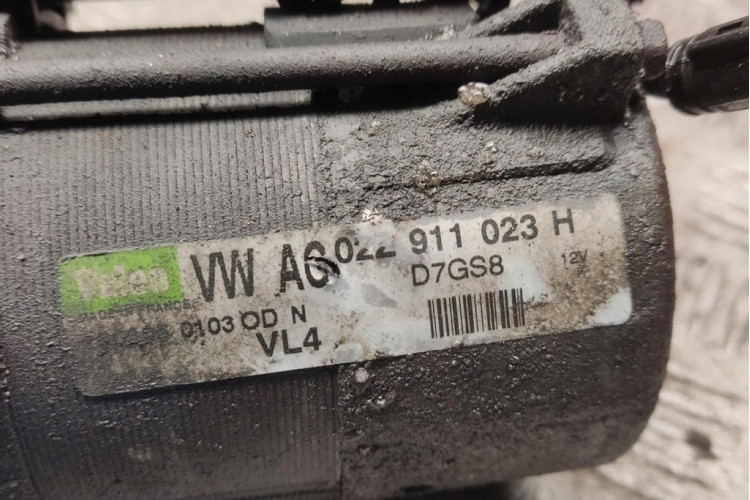 Valeo VW AG 022 911 023 H
D7GS8 12V
0103 OD N
VL4